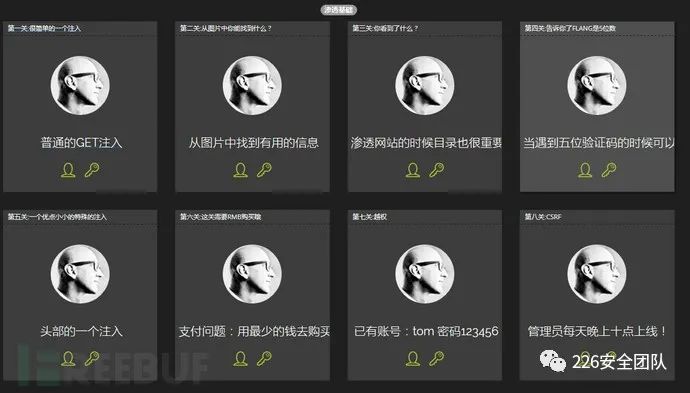 渗透基础
第一关:很简单的一个注入
第二关:从图片中你能找到什么?
第三关:你看到了什么?
第四关:告诉你了FLANG是5位数
普通的GET注入
从图片中找到有用的信息
渗透网站的时候目录也很重要
当遇到五位验证码的时候可以
第五关:一个优点小小的特殊的注入
第六关:这关需要RMB购买哦
第七关:越权
第八关:CSRF
头部的一个注入
支付问题:用最少的钱去购买
已有账号:tom 密码123456
管理员每天晚上十点上线!
REEBUF
226安全团队